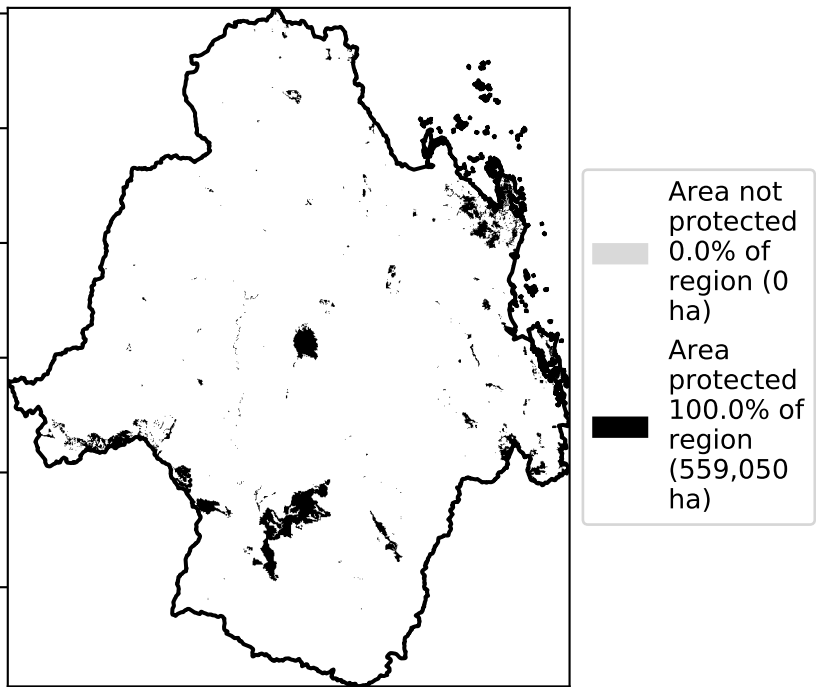 Area not
protected
0.0% of
region (0
ha)
Area
protected
100.0% of
region
(559,050
ha)